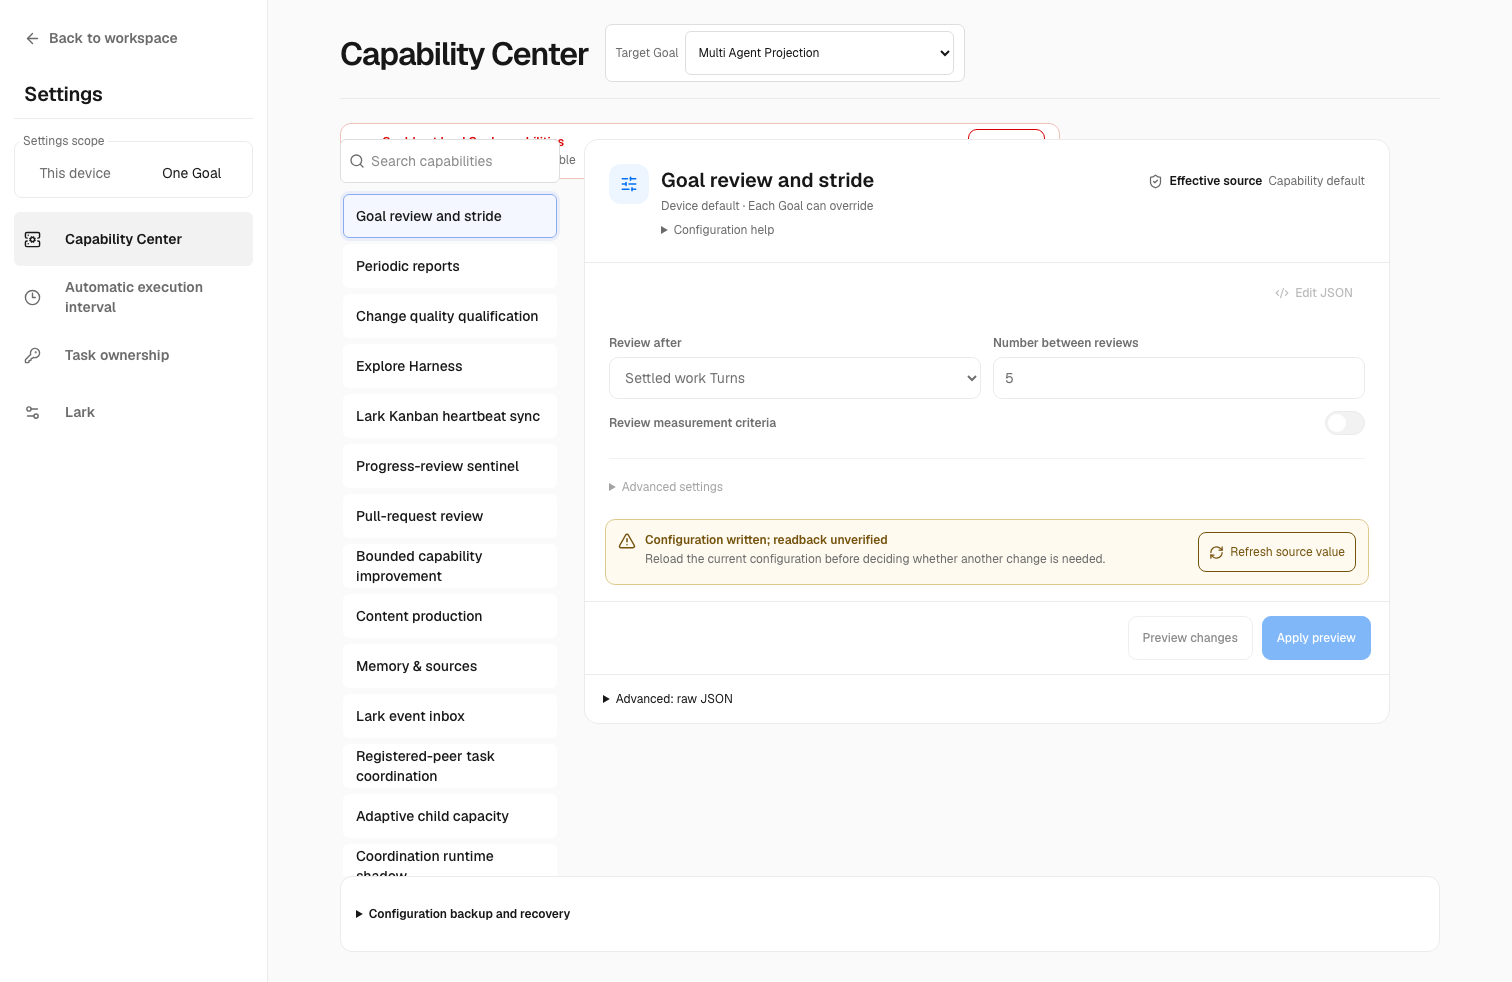 Back to workspace
Settings
Settings scope
This device
One Goal
Capability Center
Automatic execution
interval
Task ownership
Lark
Capability Center
Target Goal
Multi Agent Projection
ble
Search capabilities
Goal review and stride
Periodic reports
Change quality qualification
Explore Harness
Lark Kanban heartbeat sync
Progress-review sentinel
Pull-request review
Bounded capability
improvement
Content production
Memory & sources
Lark event inbox
Registered-peer task
coordination
Adaptive child capacity
Coordination runtime
shadow
Goal review and stride
Device default · Each Goal can override
Configuration help
Effective source Capability default
Edit JSON
Review after
Settled work Turns
Number between reviews
5
Review measurement criteria
Advanced settings
Configuration written; readback unverified
Reload the current configuration before deciding whether another change is needed.
Refresh source value
Preview changes
Apply preview
Advanced: raw JSON
Configuration backup and recovery